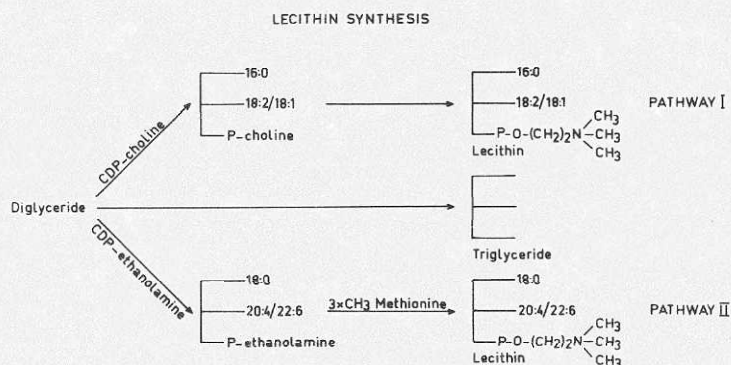 LECITHIN SYNTHESIS
16:0
18:2/18:1
P-choline
CDP-choline
16:0
18:2/18:1
P-O-(CH2)2N
CH3
CH3
CH3
Lecithin
PATHWAY I
Diglyceride
Triglyceride
CDP-ethanolamine
18:0
20:4/22:6
P-ethanolamine
3×CH3 Methionine
18:0
20:4/22:6
P-O-(CH2)2N
CH3
CH3
CH3
Lecithin
PATHWAY II